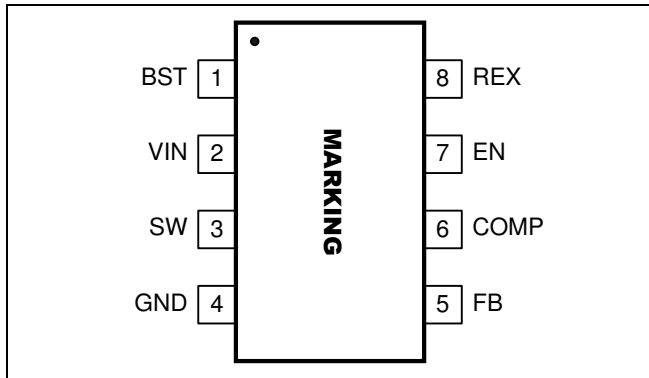 BST 1 8 REX
VIN 2 7 EN
MARKING
SW 3 6 COMP
GND 4 5 FB